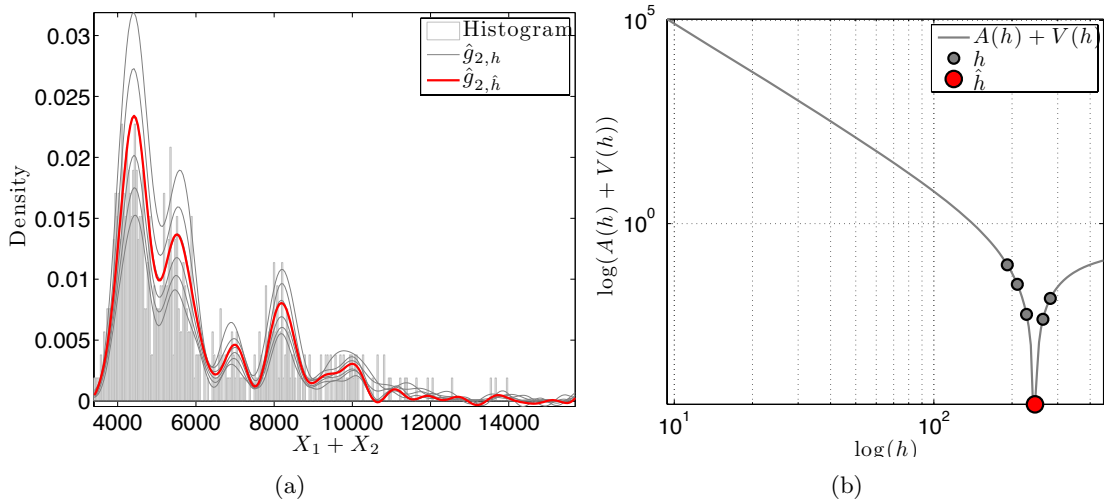 0.03
0.025
0.02
0.015
0.01
0.005
0
Density
4000 6000 8000 10000 12000 14000
X₁ + X₂
Histogram
ĝ₂,ₕ
ĝ₂,ĥ
(a)
10⁵
10⁰
log(A(h) + V(h))
10¹ 10²
log(h)
A(h) + V(h)
h
ĥ
(b)